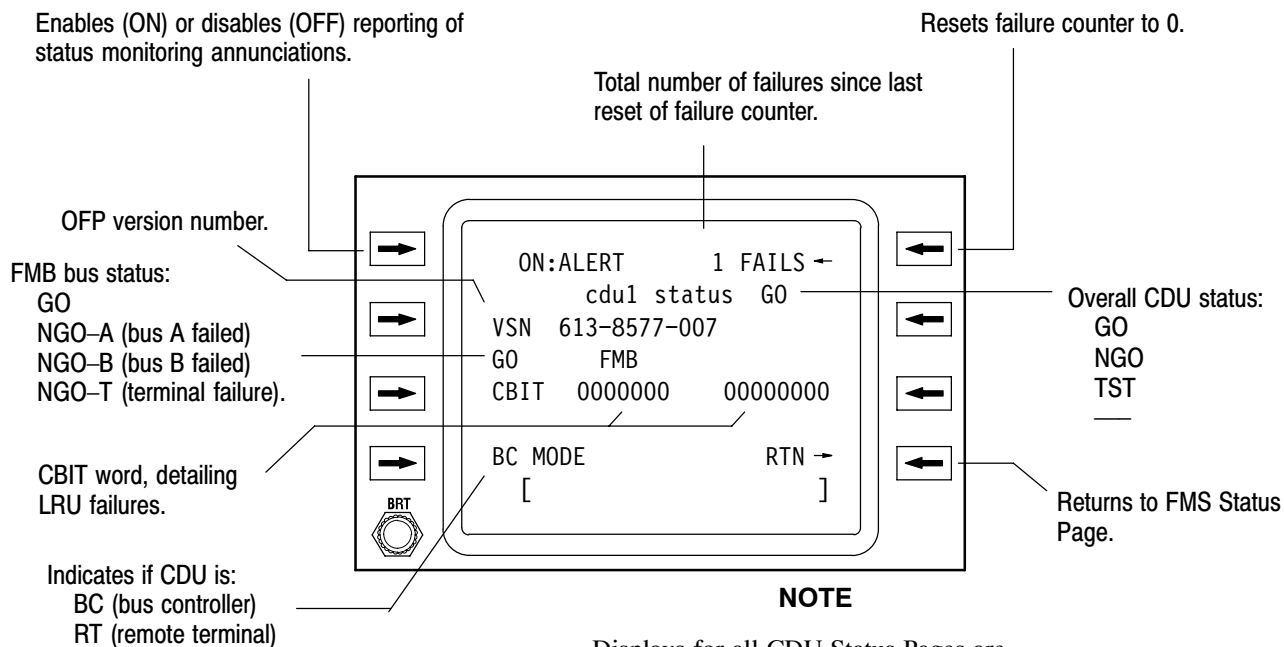 Enables (ON) or disables (OFF) reporting of
status monitoring annunciations.
Resets failure counter to 0.
Total number of failures since last
reset of failure counter.
OFP version number.
FMB bus status:
GO
NGO–A (bus A failed)
NGO–B (bus B failed)
NGO–T (terminal failure).
CBIT word, detailing
LRU failures.
Indicates if CDU is:
BC (bus controller)
RT (remote terminal)
ON:ALERT 1 FAILS ←
cdu1 status GO
VSN 613–8577–007
GO FMB
CBIT 0000000 00000000
BC MODE RTN →
[ ]
BRT
Overall CDU status:
GO
NGO
TST
—
Returns to FMS Status
Page.
NOTE
Displays for all CDU Status Pages are